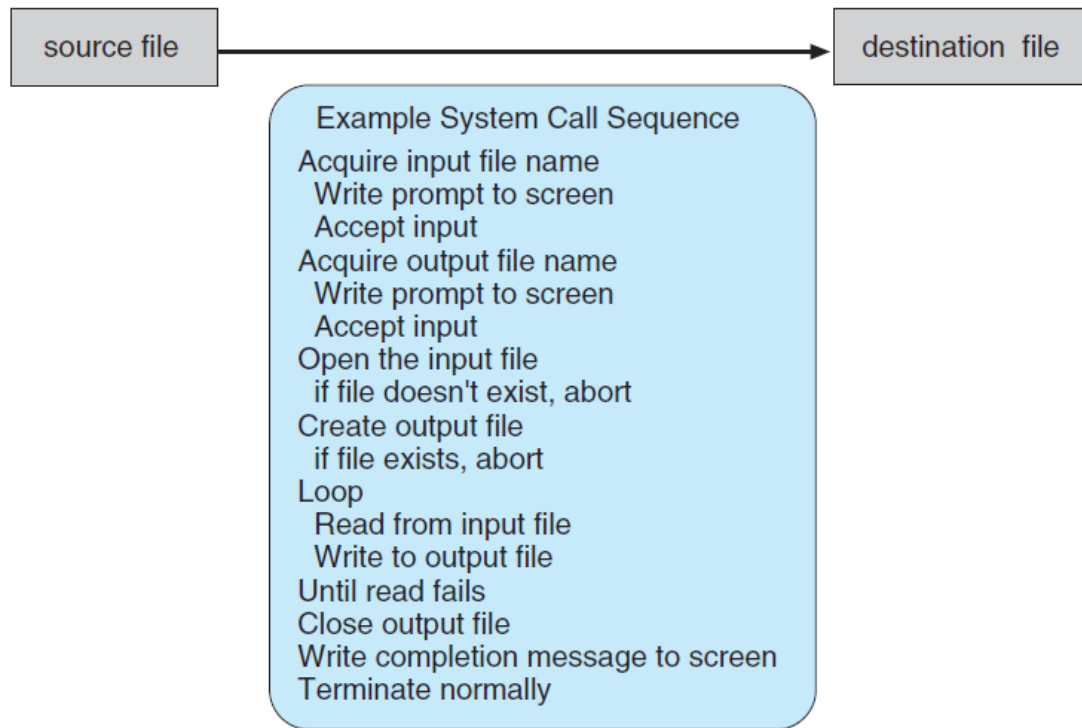 source file
destination file
Example System Call Sequence
Acquire input file name
Write prompt to screen
Accept input
Acquire output file name
Write prompt to screen
Accept input
Open the input file
if file doesn't exist, abort
Create output file
if file exists, abort
Loop
Read from input file
Write to output file
Until read fails
Close output file
Write completion message to screen
Terminate normally